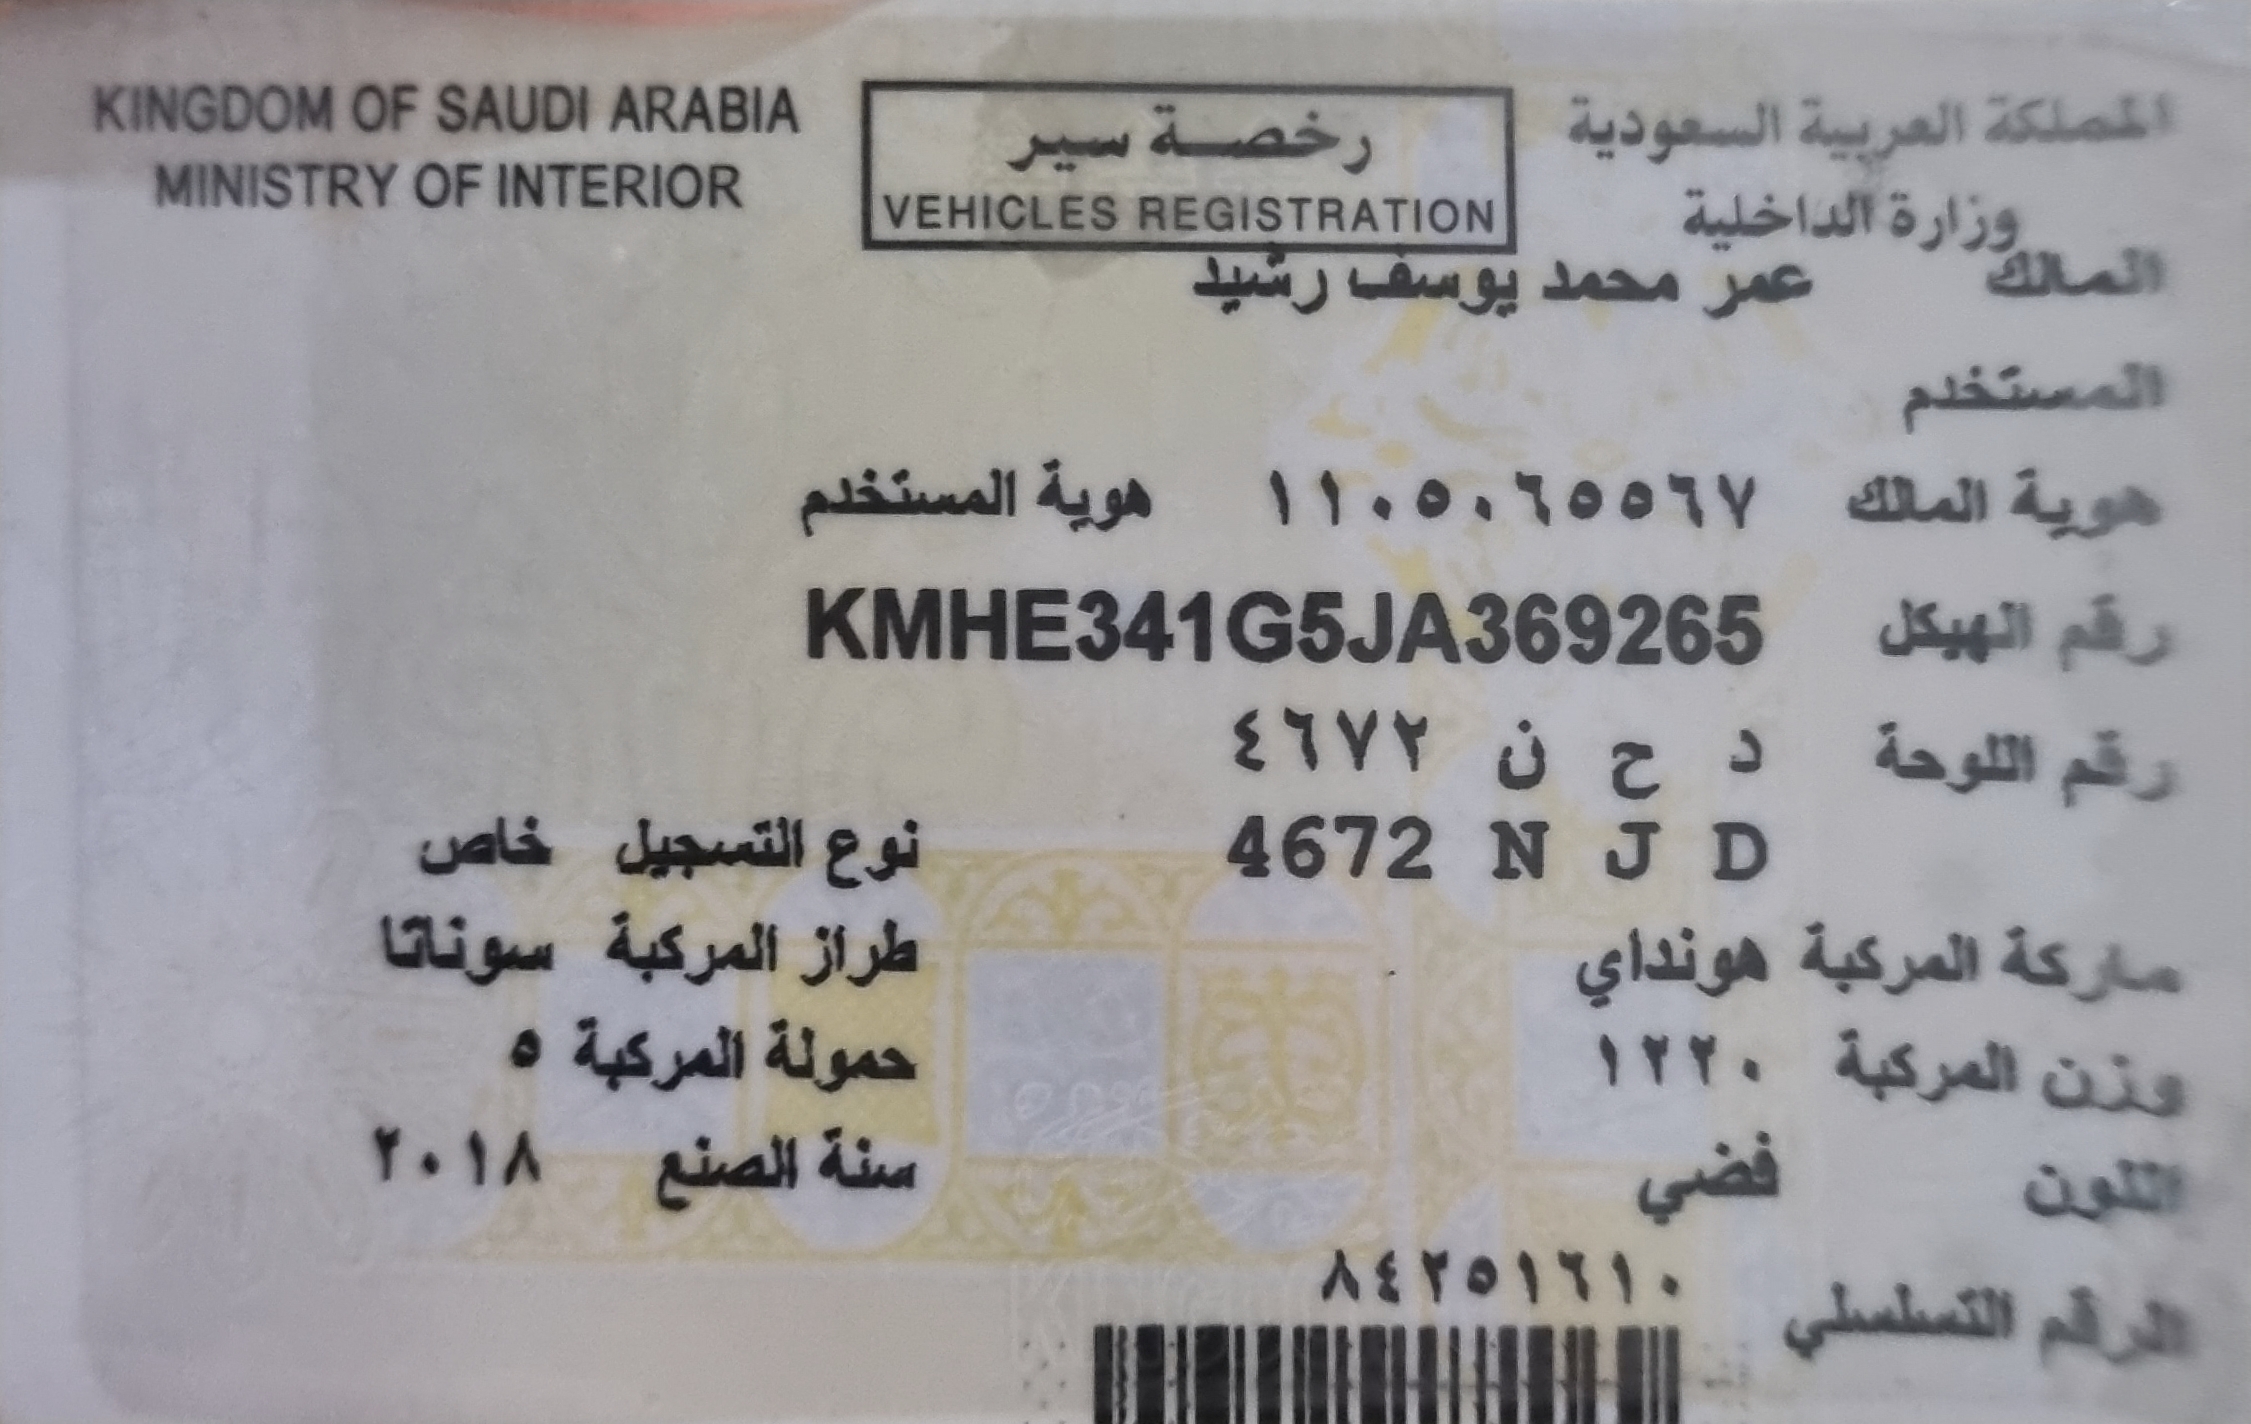 KINGDOM OF SAUDI ARABIA
MINISTRY OF INTERIOR
رخصة سير
VEHICLES REGISTRATION
المملكة العربية السعودية
وزارة الداخلية
المالك عمر محمد يوسف رشيد
المستخدم
هوية المالك ١١٠٥٠٦٥٥٦٧ هوية المستخدم
رقم الهيكل KMHE341G5JA369265
رقم اللوحة د ح ن ٤٦٧٢
4672 N J D
نوع التسجيل خاص
ماركة المركبة هونداي طراز المركبة سوناتا
وزن المركبة ١٢٢٠ حمولة المركبة ٥
اللون فضي سنة الصنع ٢٠١٨
الرقم التسلسلي ٨٤٢٥١٦١٠